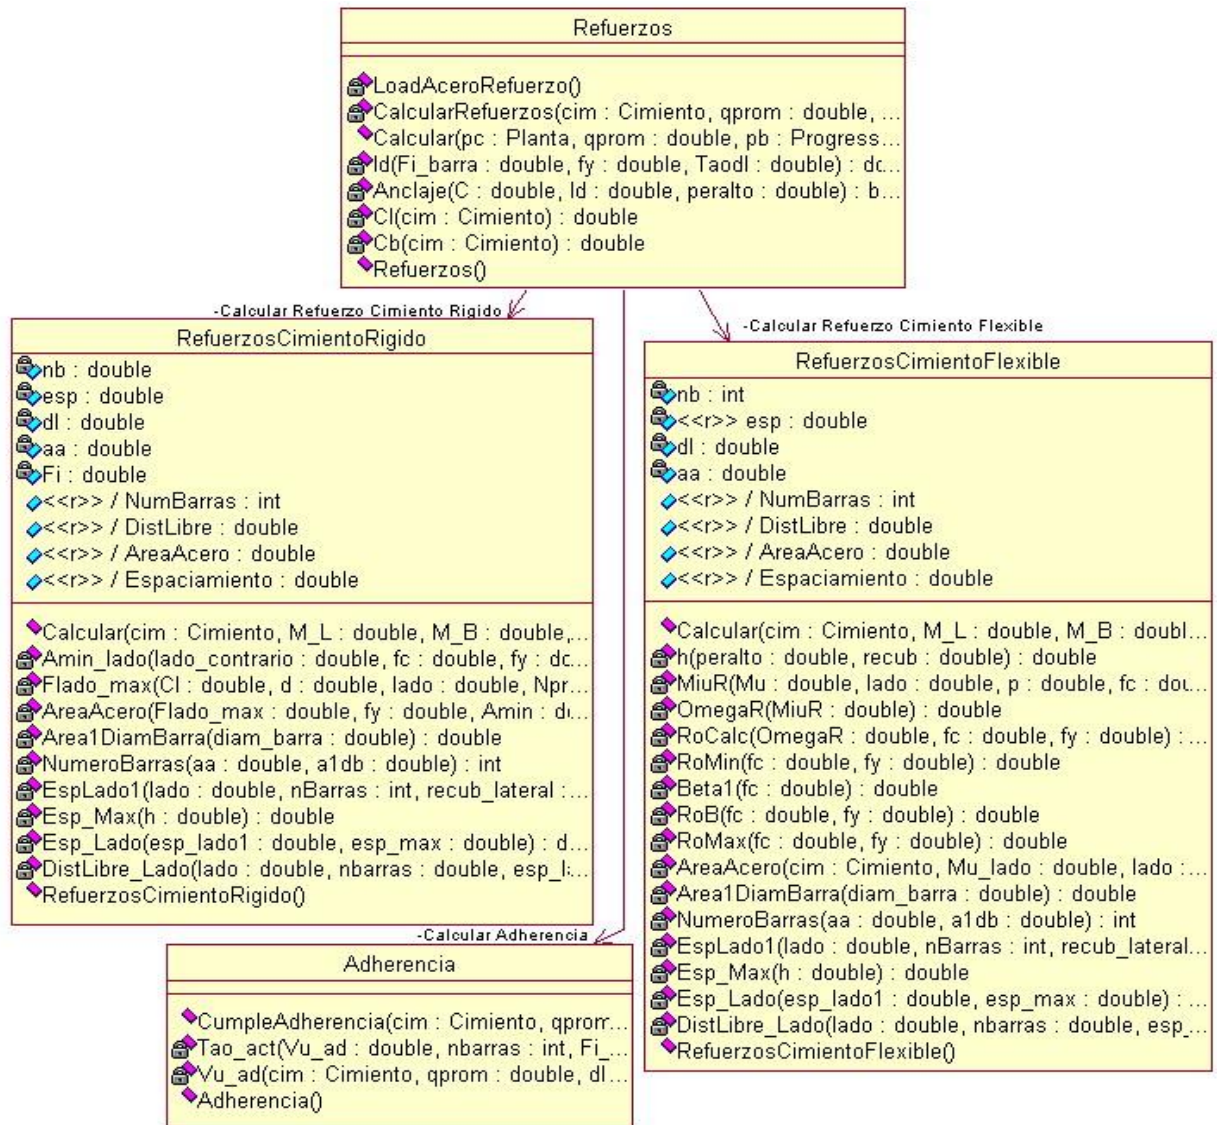 Refuerzos
LoadAceroRefuerzo()
CalcularRefuerzos(cim : Cimiento, qprom : double, ...
Calcular(pc : Planta, qprom : double, pb : Progress...
ld(Fi_barra : double, fy : double, Taodl : double) : dc...
Anclaje(C : double, ld : double, peralto : double) : b...
Cl(cim : Cimiento) : double
Cb(cim : Cimiento) : double
Refuerzos()
-Calcular Refuerzo Cimiento Rigido
RefuerzosCimientoRigido
nb : double
esp : double
dl : double
aa : double
Fi : double
<<r>> / NumBarras : int
<<r>> / DistLibre : double
<<r>> / AreaAcero : double
<<r>> / Espaciamiento : double
Calcular(cim : Cimiento, M_L : double, M_B : double,...
Amin_lado(lado_contrario : double, fc : double, fy : dc...
Flado_max(Cl : double, d : double, lado : double, Npr...
AreaAcero(Flado_max : double, fy : double, Amin : d...
Area1DiamBarra(diam_barra : double) : double
NumeroBarras(aa : double, a1db : double) : int
EspLado1(lado : double, nBarras : int, recub_lateral :...
Esp_Max(h : double) : double
Esp_Lado(esp_lado1 : double, esp_max : double) : d...
DistLibre_Lado(lado : double, nbarras : double, esp_l...
RefuerzosCimientoRigido()
-Calcular Refuerzo Cimiento Flexible
RefuerzosCimientoFlexible
nb : int
<<r>> esp : double
dl : double
aa : double
<<r>> / NumBarras : int
<<r>> / DistLibre : double
<<r>> / AreaAcero : double
<<r>> / Espaciamiento : double
Calcular(cim : Cimiento, M_L : double, M_B : doubl...
h(peralto : double, recub : double) : double
MiuR(Mu : double, lado : double, p : double, fc : dou...
OmegaR(MiuR : double) : double
RoCalc(OmegaR : double, fc : double, fy : double) : ...
RoMin(fc : double, fy : double) : double
Beta1(fc : double) : double
RoB(fc : double, fy : double) : double
RoMax(fc : double, fy : double) : double
AreaAcero(cim : Cimiento, Mu_lado : double, lado : ...
Area1DiamBarra(diam_barra : double) : double
NumeroBarras(aa : double, a1db : double) : int
EspLado1(lado : double, nBarras : int, recub_lateral...
Esp_Max(h : double) : double
Esp_Lado(esp_lado1 : double, esp_max : double) : ...
DistLibre_Lado(lado : double, nbarras : double, esp_...
RefuerzosCimientoFlexible()
-Calcular Adherencia
Adherencia
CumpleAdherencia(cim : Cimiento, qprom...
Tao_act(Vu_ad : double, nbarras : int, Fi_...
Vu_ad(cim : Cimiento, qprom : double, dl...
Adherencia()